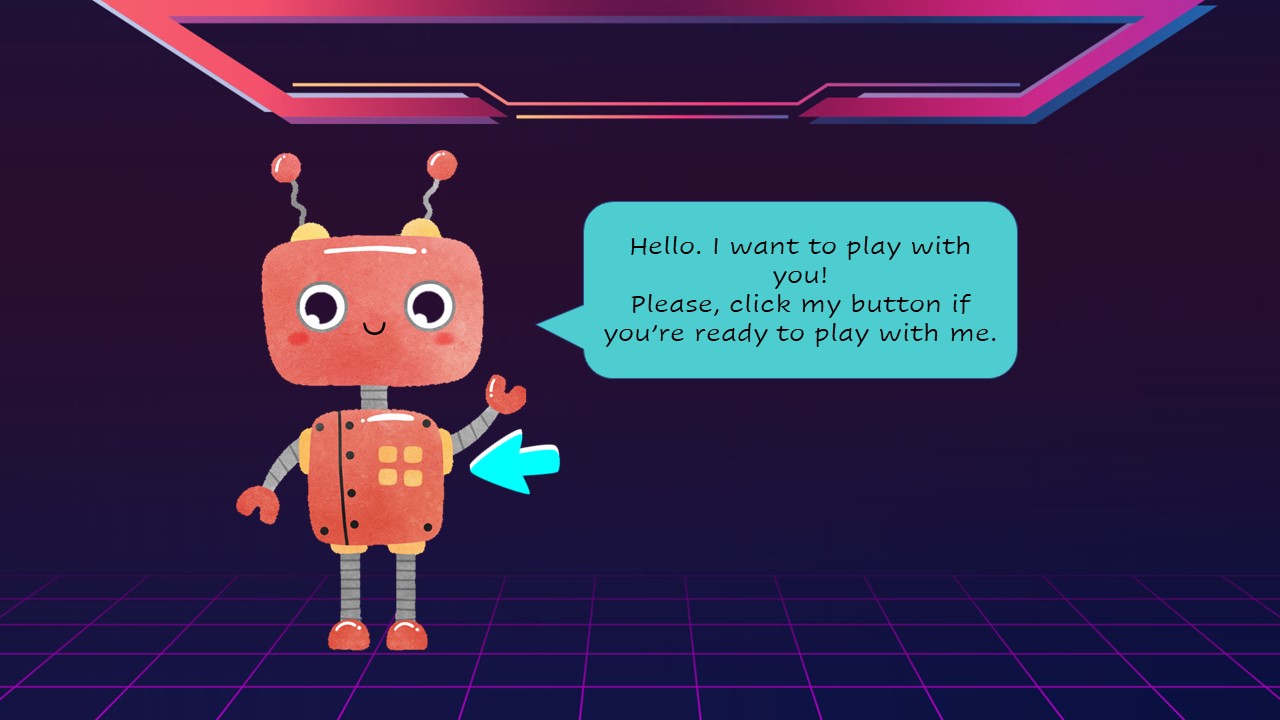 Hello. I want to play with
you!
Please, click my button if
you’re ready to play with me.